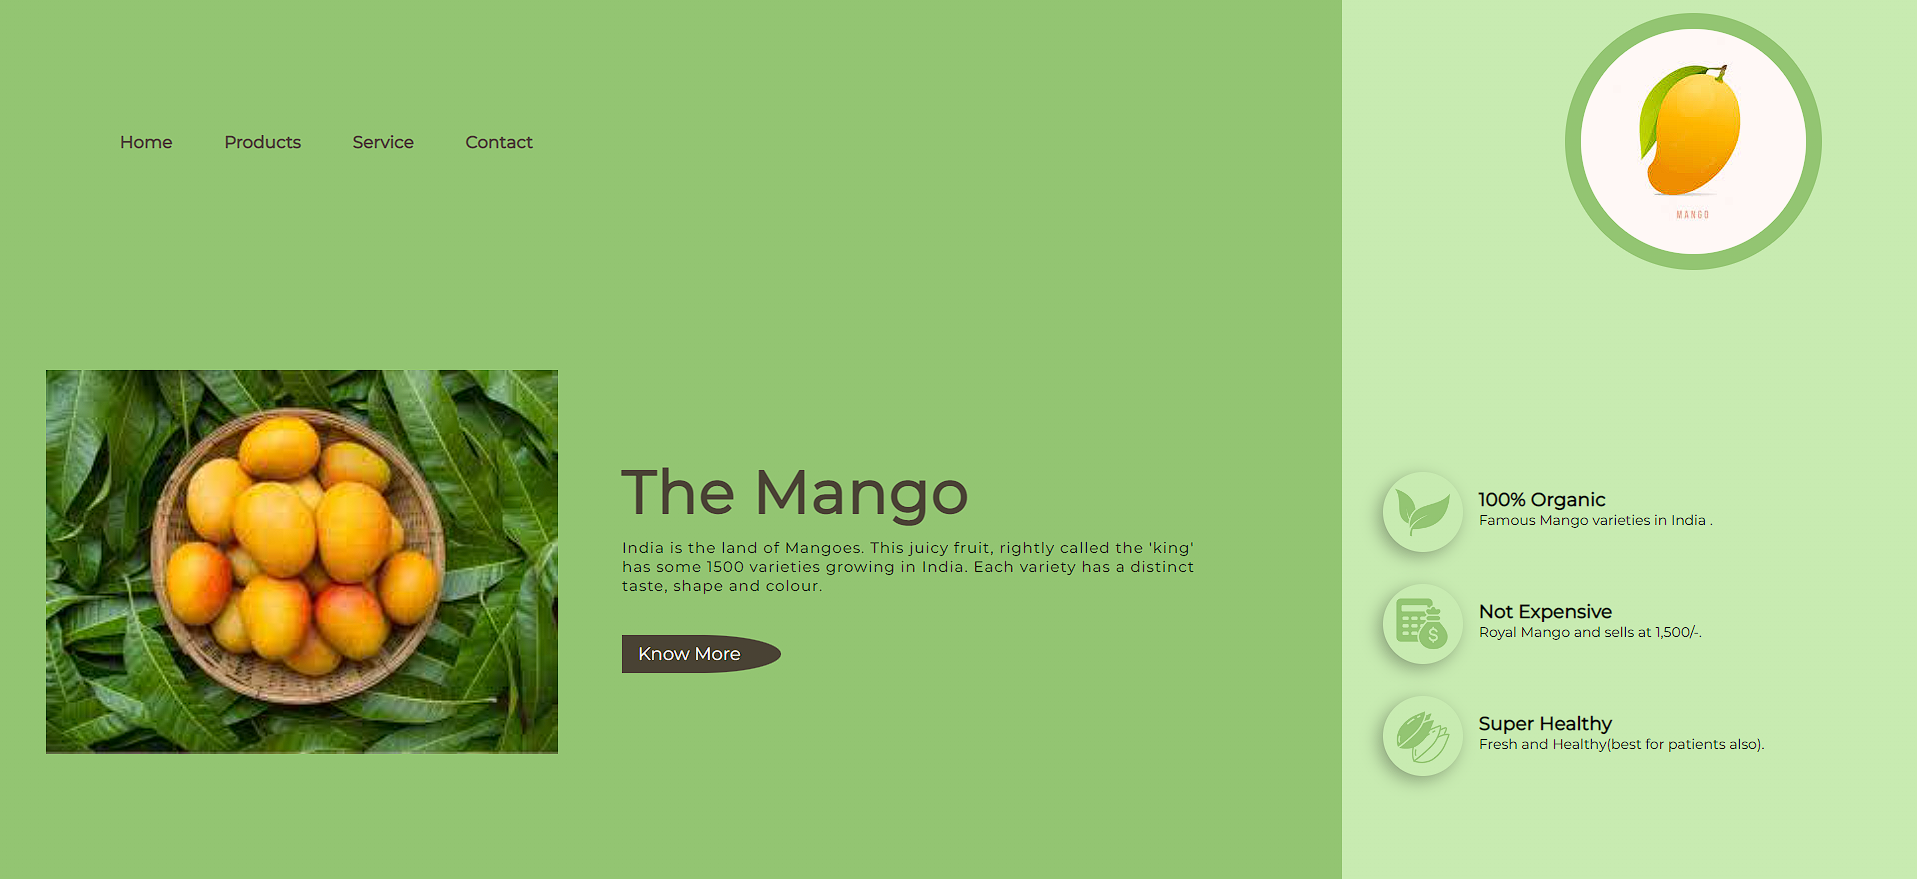 Home Products Service Contact
MANGO
The Mango
India is the land of Mangoes. This juicy fruit, rightly called the 'king'
has some 1500 varieties growing in India. Each variety has a distinct
taste, shape and colour.
Know More
100% Organic
Famous Mango varieties in India .
Not Expensive
Royal Mango and sells at 1,500/-.
Super Healthy
Fresh and Healthy(best for patients also).